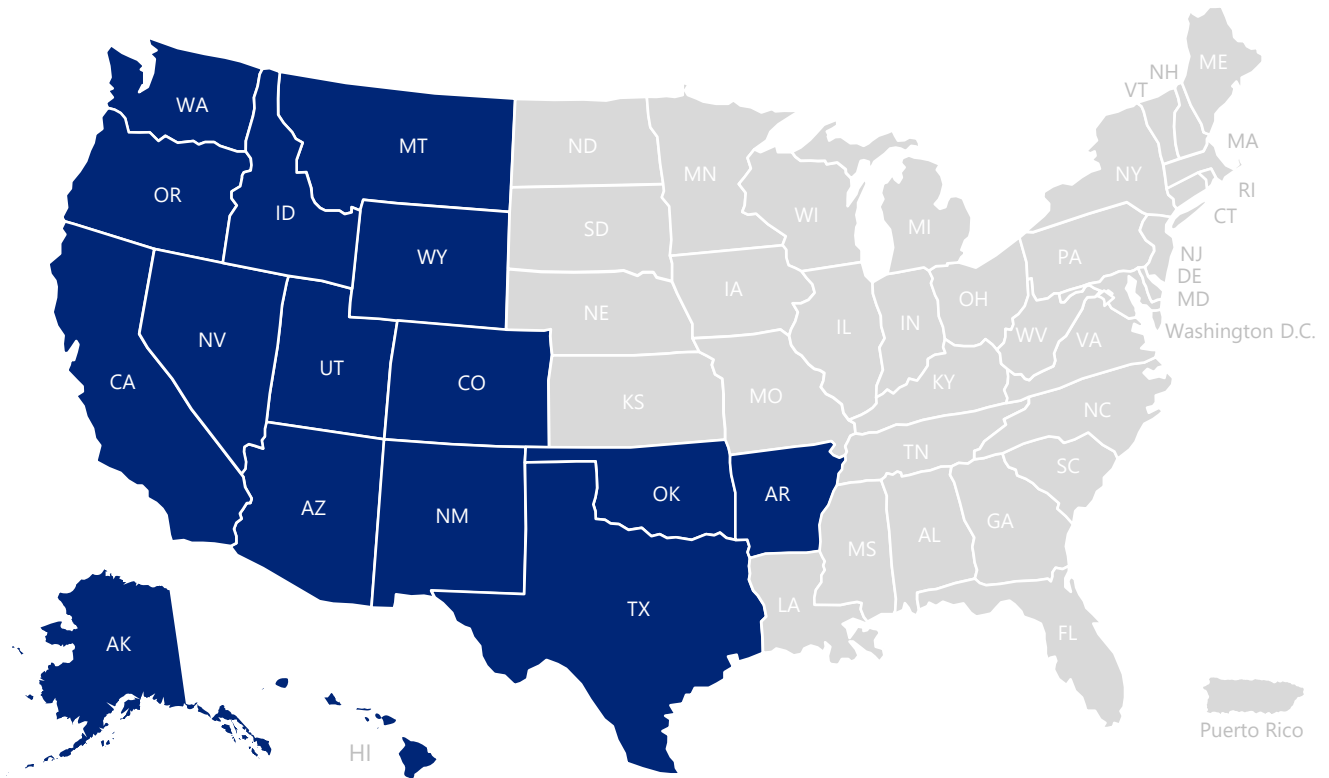 ME
NH
VT
WA
MA
MT
ND
MN
NY
RI
OR
ID
WI
CT
SD
MI
WY
PA
NJ
DE
IA
MD
NE
OH
IL
IN
Washington D.C.
NV
WV
VA
UT
CA
CO
KY
KS
MO
NC
TN
SC
AZ
NM
OK
AR
GA
AL
MS
TX
LA
FL
AK
HI
Puerto Rico